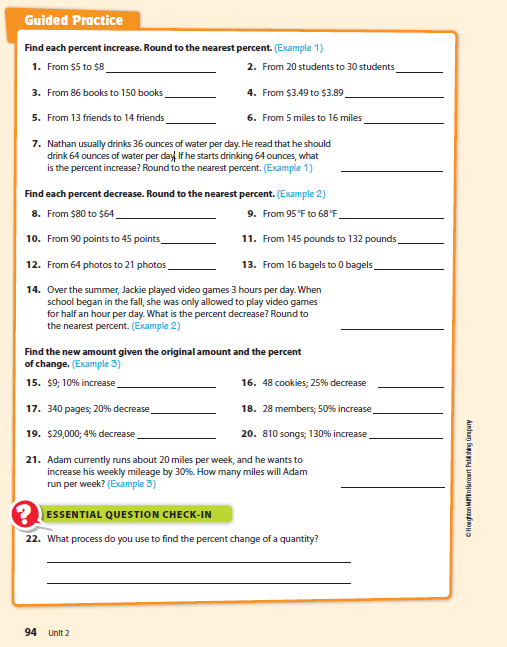 Guided Practice
Find each percent increase. Round to the nearest percent. (Example 1)
1. From $5 to $8
2. From 20 students to 30 students
3. From 86 books to 150 books
4. From $3.49 to $3.89
5. From 13 friends to 14 friends
6. From 5 miles to 16 miles
7. Nathan usually drinks 36 ounces of water per day. He read that he should
drink 64 ounces of water per day. If he starts drinking 64 ounces, what
is the percent increase? Round to the nearest percent. (Example 1)
Find each percent decrease. Round to the nearest percent. (Example 2)
8. From $80 to $64
9. From 95 °F to 68 °F
10. From 90 points to 45 points
11. From 145 pounds to 132 pounds
12. From 64 photos to 21 photos
13. From 16 bagels to 0 bagels
14. Over the summer, Jackie played video games 3 hours per day. When
school began in the fall, she was only allowed to play video games
for half an hour per day. What is the percent decrease? Round to
the nearest percent. (Example 2)
Find the new amount given the original amount and the percent
of change. (Example 3)
15. $9; 10% increase
16. 48 cookies; 25% decrease
17. 340 pages; 20% decrease
18. 28 members; 50% increase
19. $29,000; 4% decrease
20. 810 songs; 130% increase
21. Adam currently runs about 20 miles per week, and he wants to
increase his weekly mileage by 30%. How many miles will Adam
run per week? (Example 3)
? ESSENTIAL QUESTION CHECK-IN
22. What process do you use to find the percent change of a quantity?
© Houghton Mifflin Harcourt Publishing Company
94 Unit 2